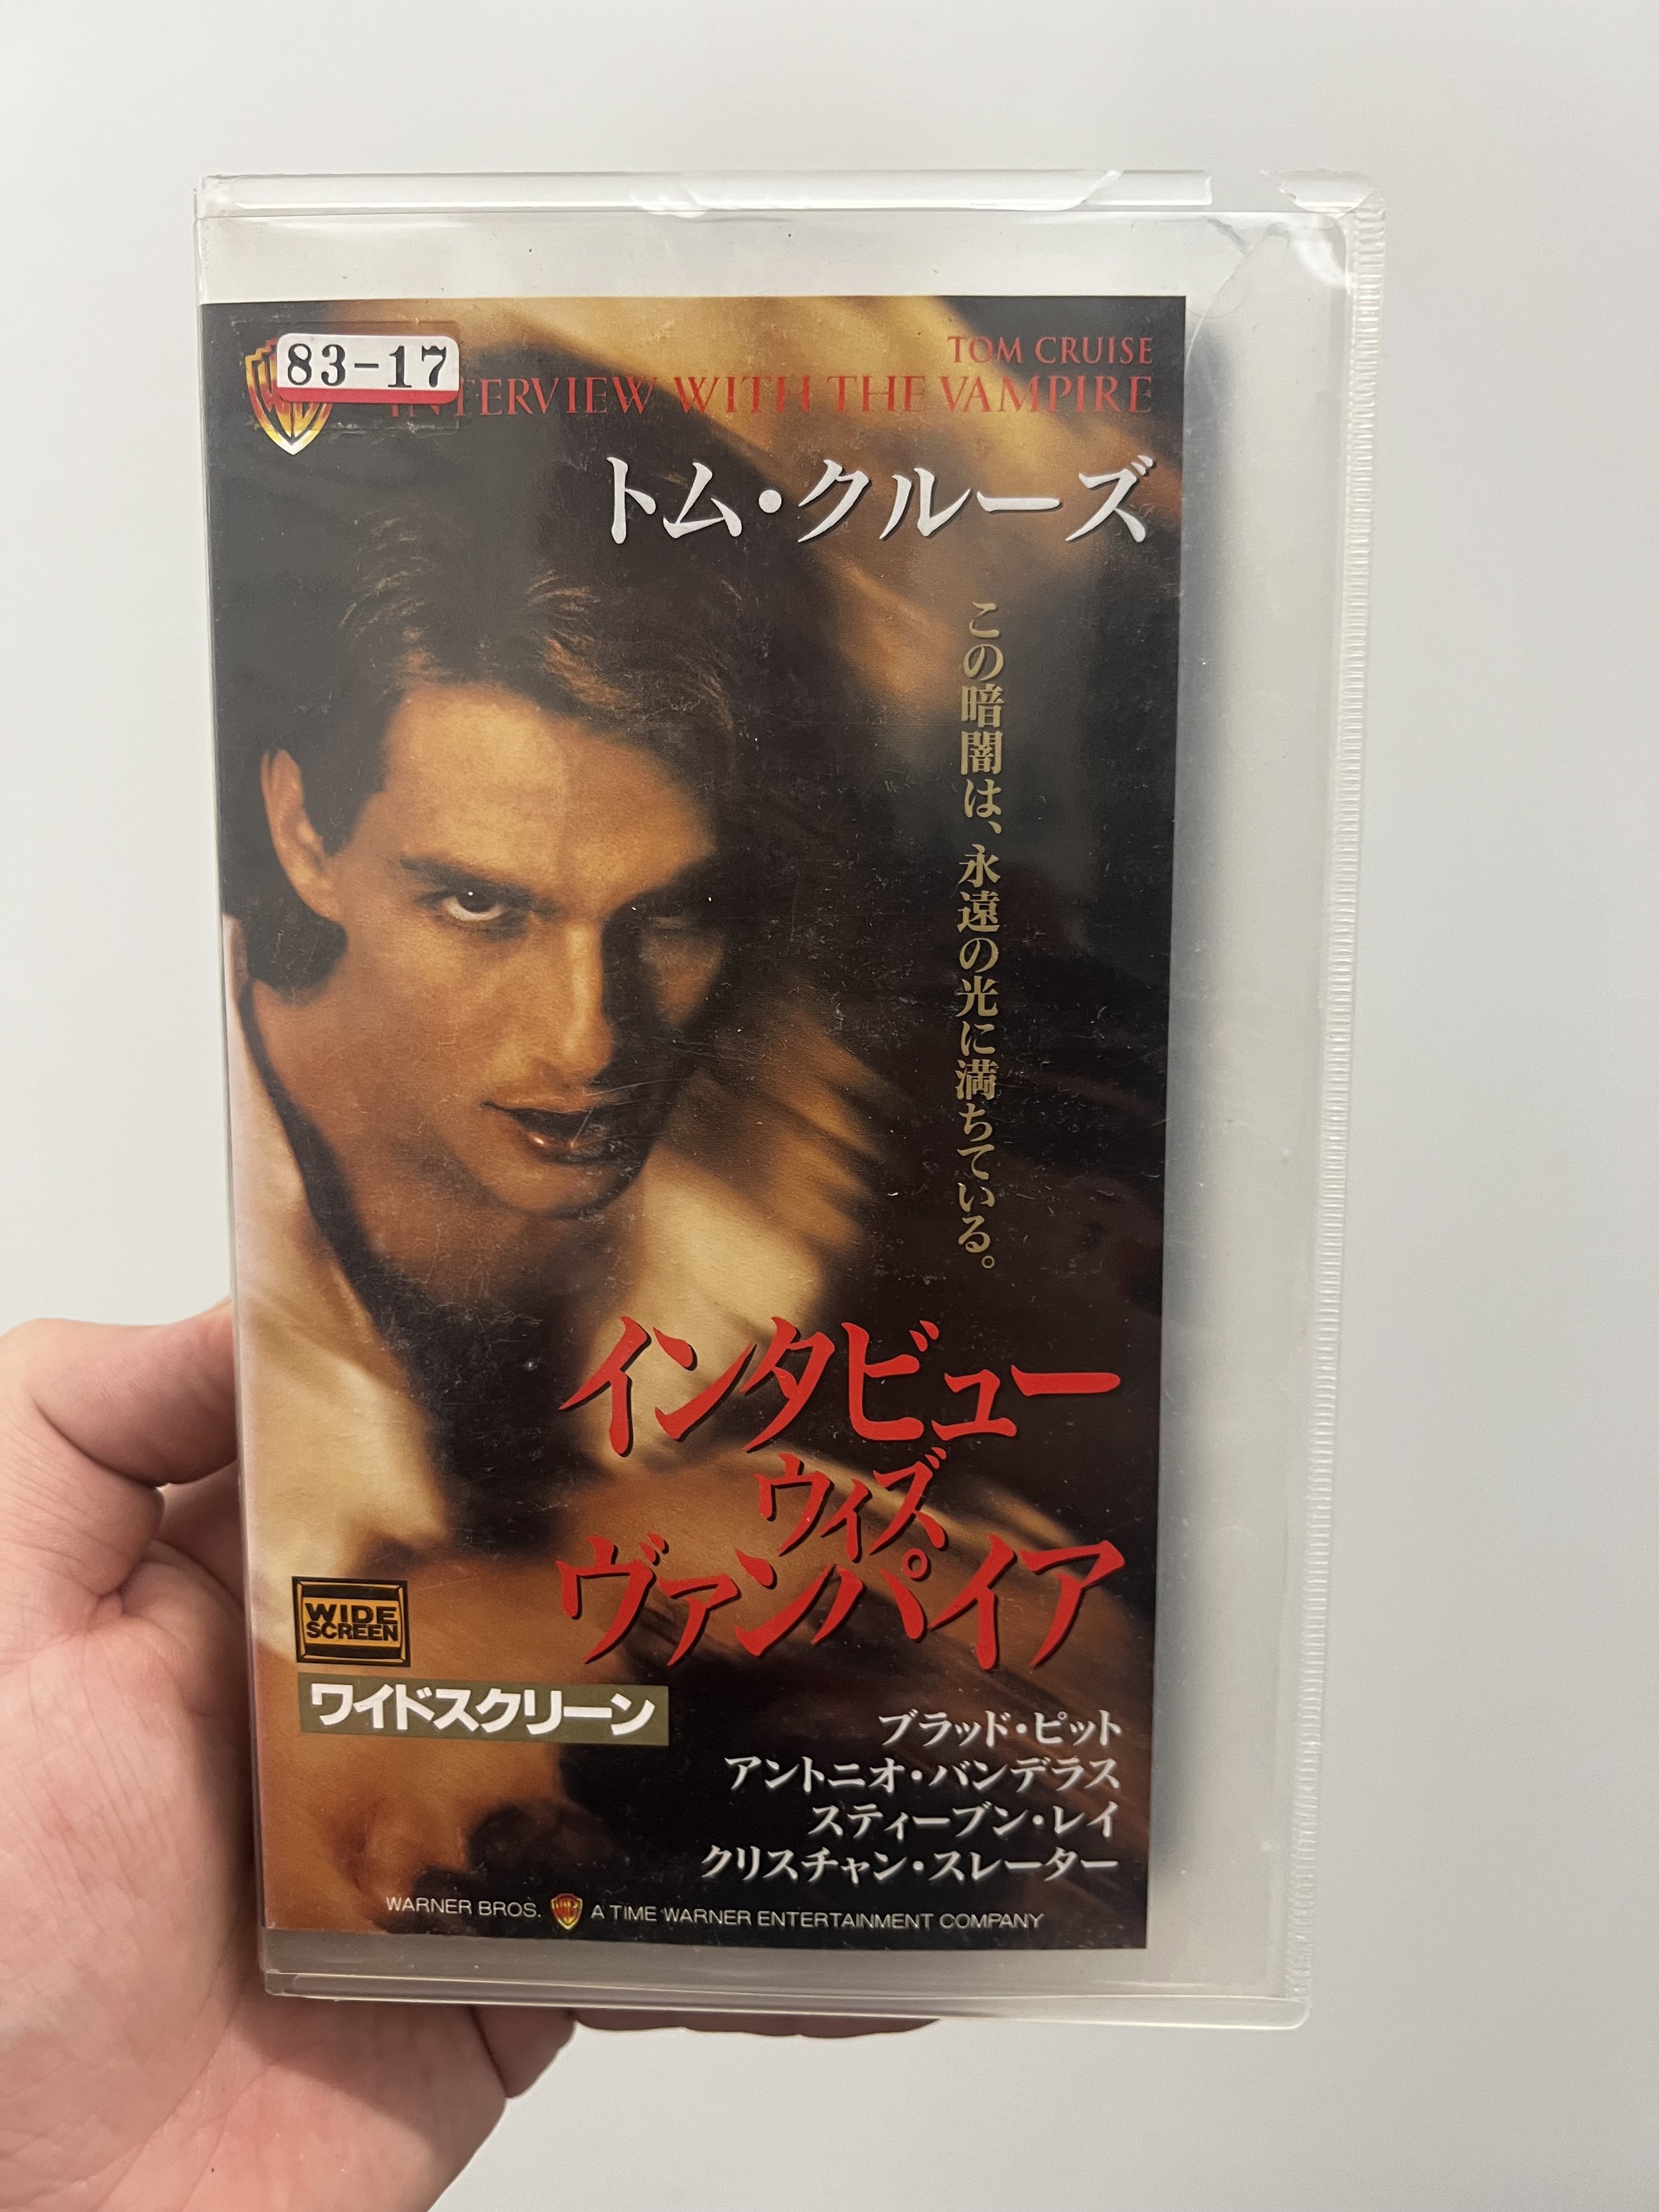 83-17
TOM CRUISE
INTERVIEW WITH THE VAMPIRE
トム・クルーズ
この暗闇は、永遠の光に満ちている。
インタビュー
ウィズ
ヴァンパイア
WIDE
SCREEN
ワイドスクリーン
ブラッド・ピット
アントニオ・バンデラス
スティーブン・レイ
クリスチャン・スレーター
WARNER BROS. A TIME WARNER ENTERTAINMENT COMPANY